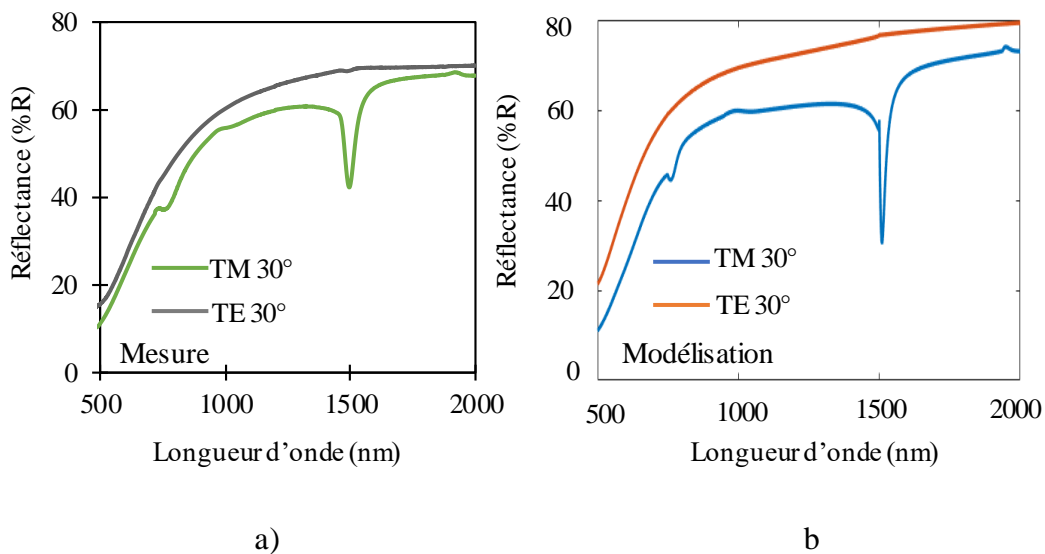 80
60
40
20
0
Réflectance (%R)
TM 30°
TE 30°
Mesure
500 1000 1500 2000
Longueur d'onde (nm)
a)
80
60
40
20
0
Réflectance (%R)
TM 30°
TE 30°
Modélisation
500 1000 1500 2000
Longueur d'onde (nm)
b